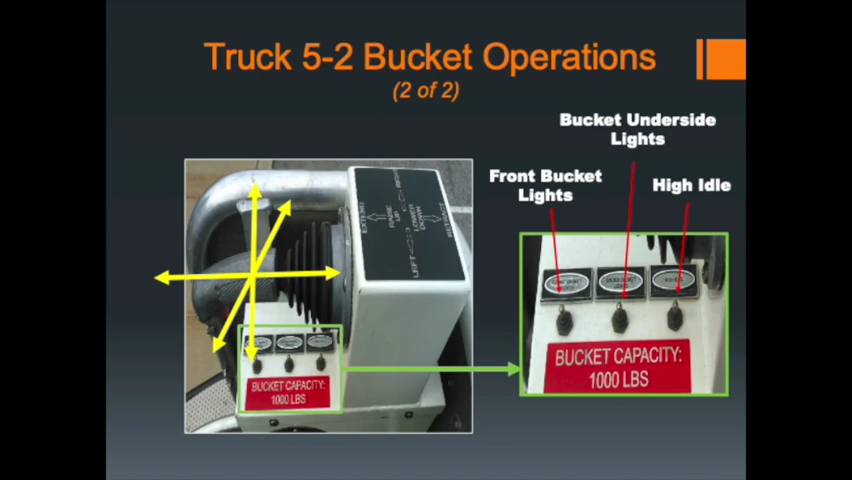 Truck 5-2 Bucket Operations
(2 of 2)
Bucket Underside
Lights
Front Bucket
Lights
High Idle
EXTEND
RAISE
UP
RIGHT
LEFT
LOWER
DOWN
RETRACT
BUCKET CAPACITY:
1000 LBS
BUCKET CAPACITY:
1000 LBS